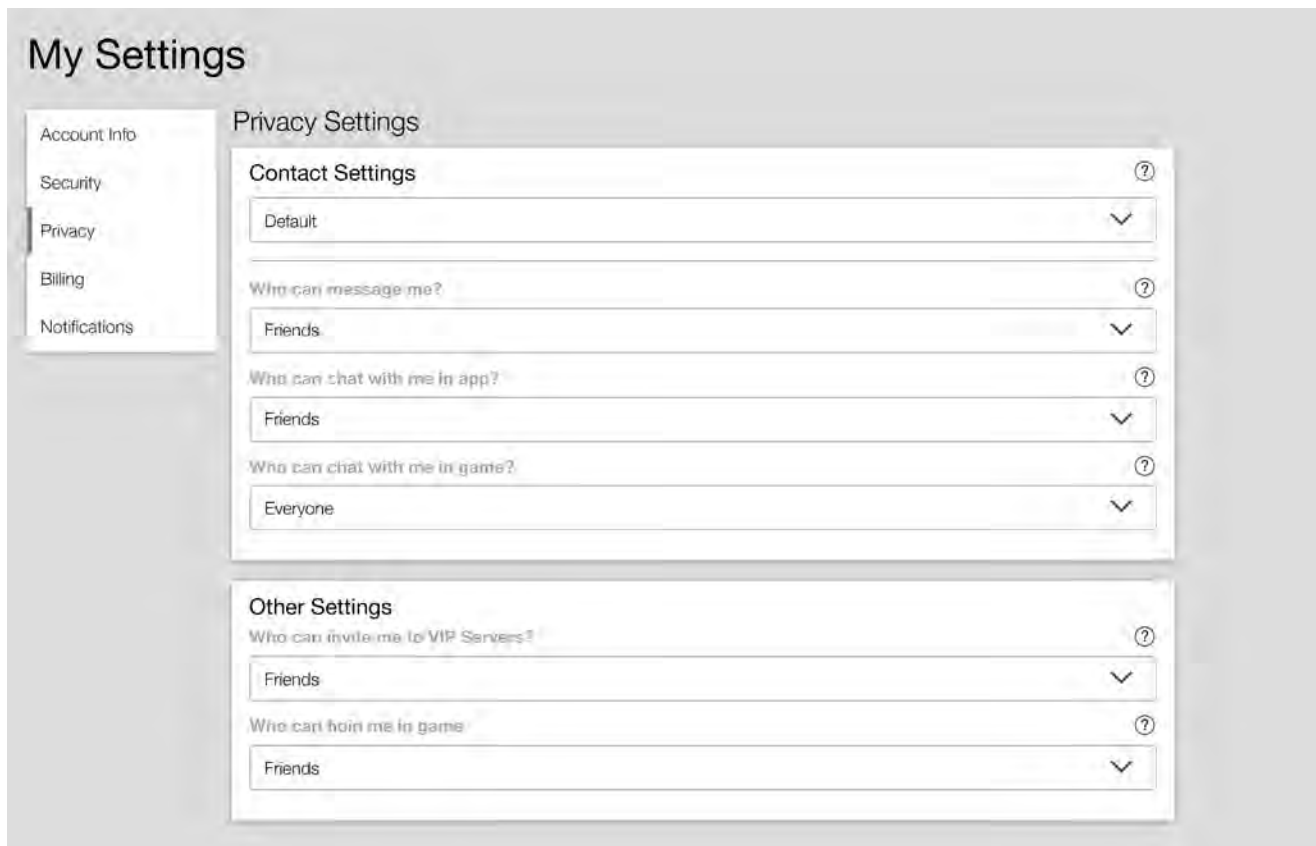 My Settings
Account Info
Security
Privacy
Billing
Notifications
Privacy Settings
Contact Settings
Default
Who can message me?
Friends
Who can chat with me in app?
Friends
Who can chat with me in game?
Everyone
Other Settings
Who can invite me to VIP Servers?
Friends
Who can hoin me in game
Friends